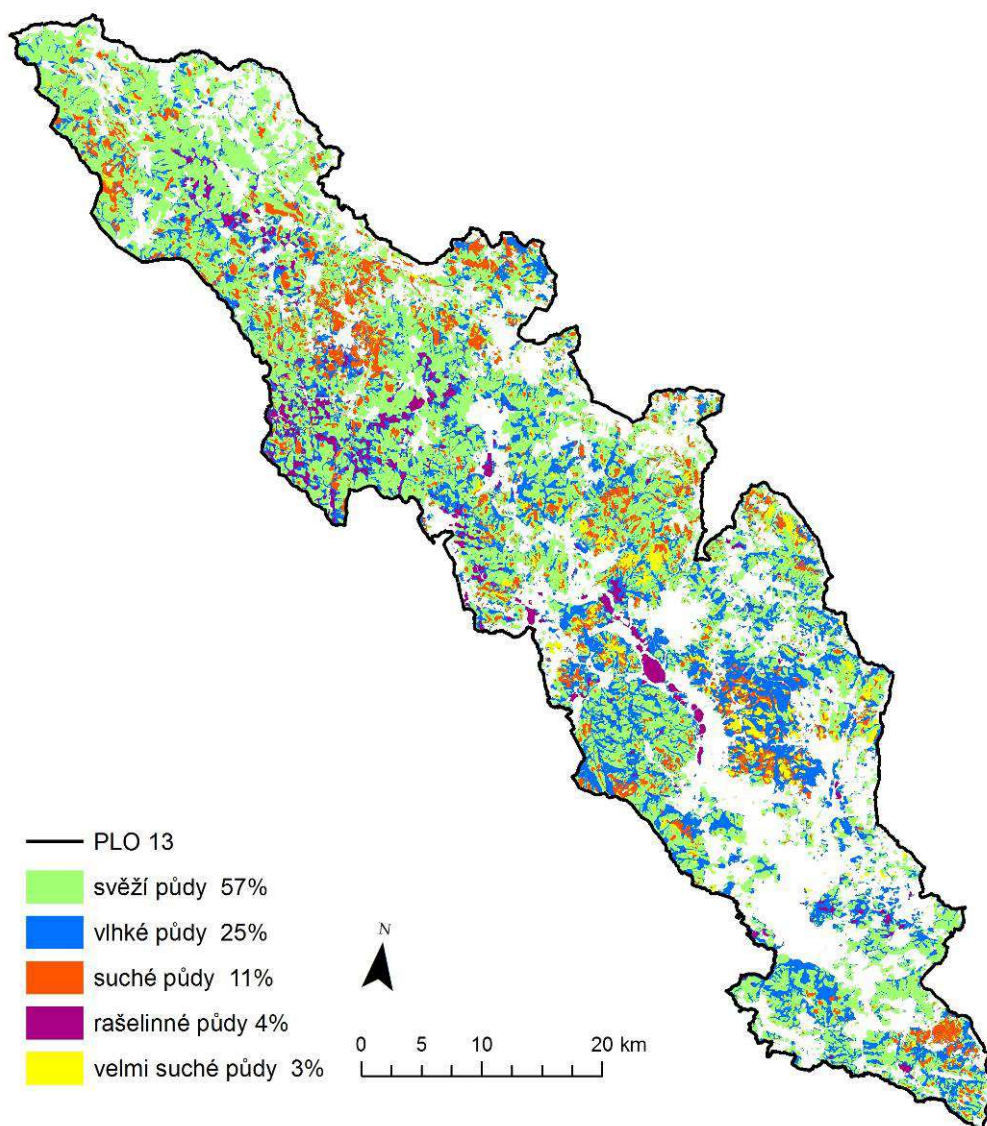 PLO 13
svěží půdy 57%
vlhké půdy 25%
suché půdy 11%
rašelinné půdy 4%
velmi suché půdy 3%
N
0 5 10 20 km